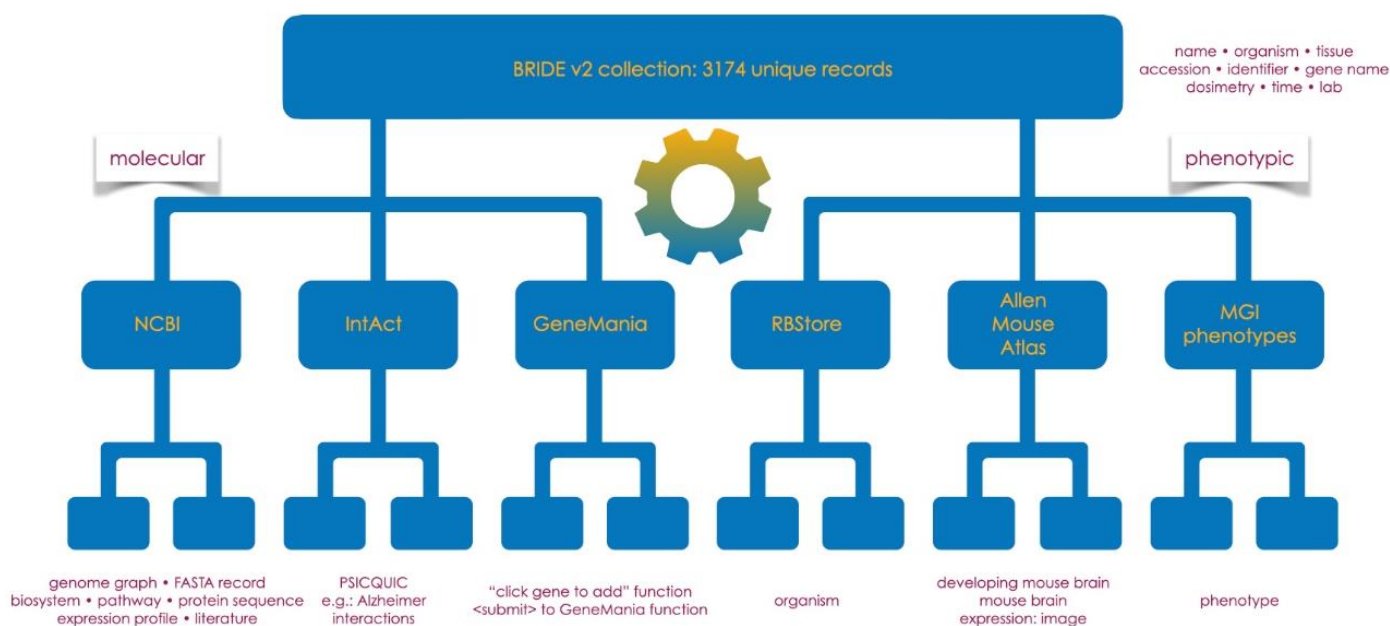 BRIDE v2 collection: 3174 unique records
name • organism • tissue
accession • identifier • gene name
dosimetry • time • lab
molecular
phenotypic
NCBI
IntAct
GeneMania
RBStore
Allen
Mouse
Atlas
MGI
phenotypes
genome graph • FASTA record
biosystem • pathway • protein sequence
expression profile • literature
PSICQUIC
e.g.: Alzheimer
interactions
“click gene to add” function
<submit> to GeneMania function
organism
developing mouse brain
mouse brain
expression: image
phenotype